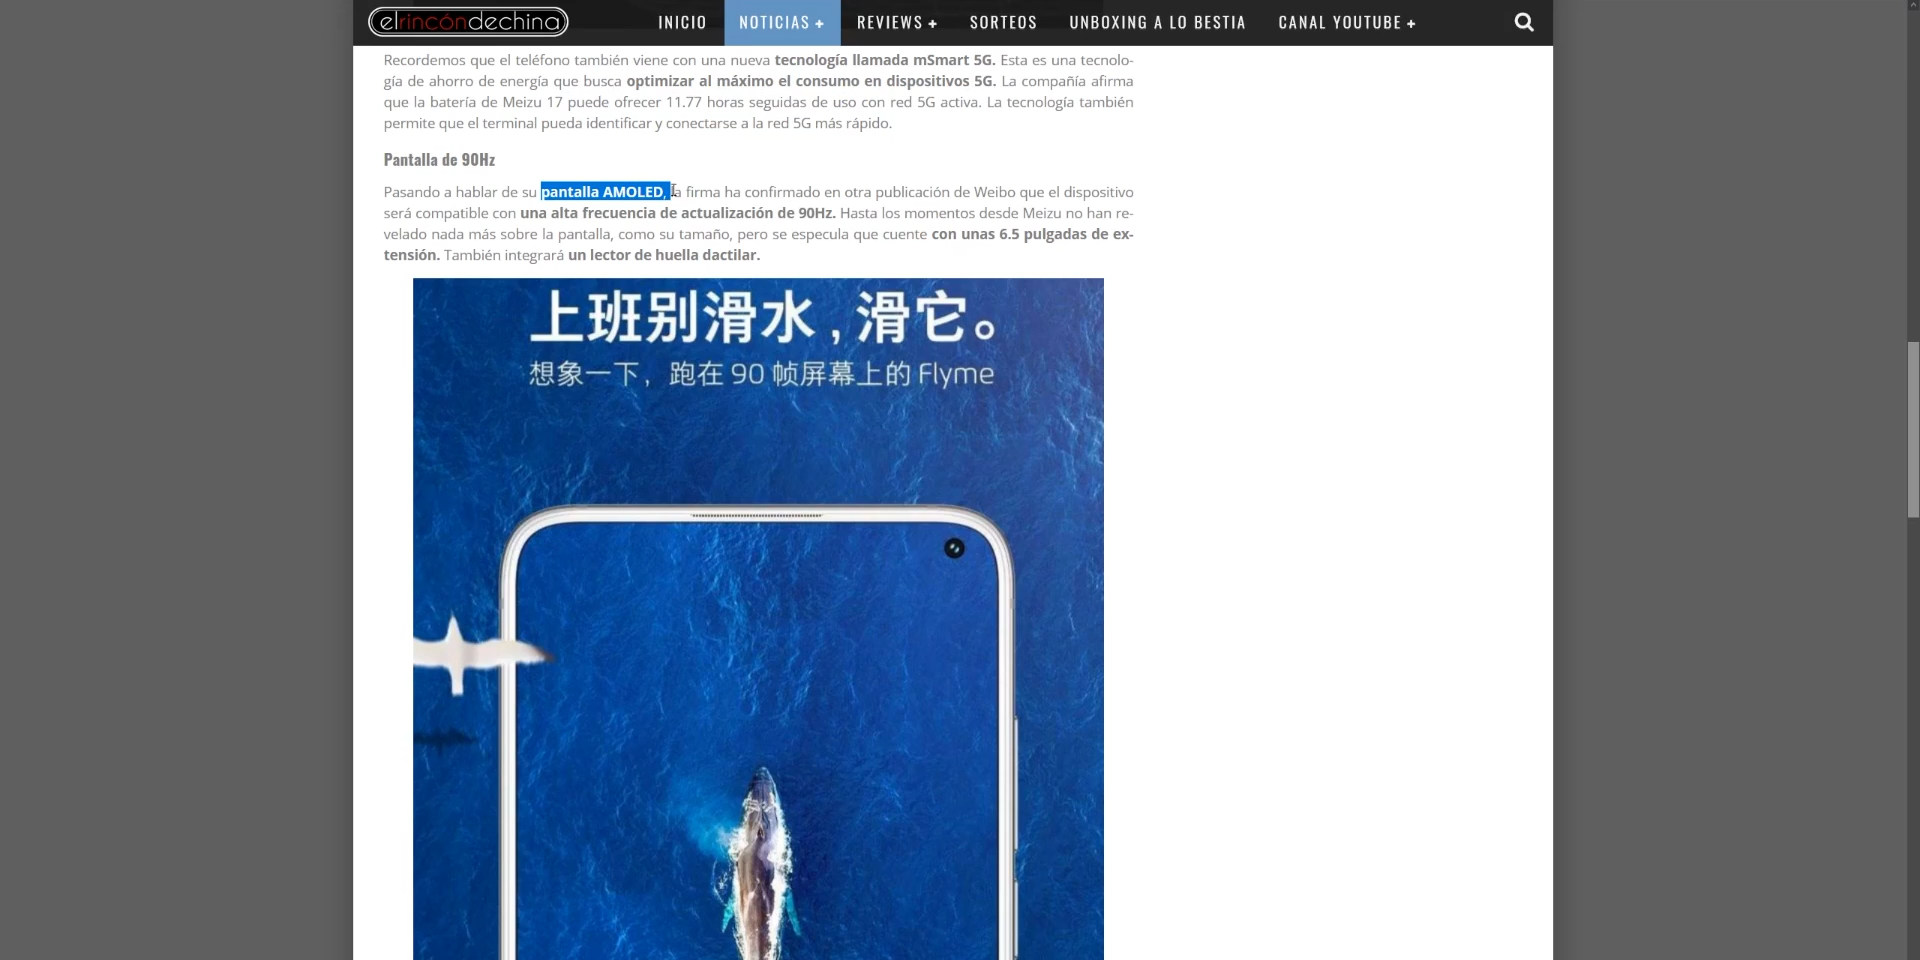 elrincóndechina
INICIO NOTICIAS + REVIEWS + SORTEOS UNBOXING A LO BESTIA CANAL YOUTUBE +
Recordemos que el teléfono también viene con una nueva tecnología llamada mSmart 5G. Esta es una tecnolo-
gía de ahorro de energía que busca optimizar al máximo el consumo en dispositivos 5G. La compañía afirma
que la batería de Meizu 17 puede ofrecer 11.77 horas seguidas de uso con red 5G activa. La tecnología también
permite que el terminal pueda identificar y conectarse a la red 5G más rápido.
Pantalla de 90Hz
Pasando a hablar de su pantalla AMOLED, la firma ha confirmado en otra publicación de Weibo que el dispositivo
será compatible con una alta frecuencia de actualización de 90Hz. Hasta los momentos desde Meizu no han re-
velado nada más sobre la pantalla, como su tamaño, pero se especula que cuente con unas 6.5 pulgadas de ex-
tensión. También integrará un lector de huella dactilar.
上班别滑水，滑它。
想象一下，跑在 90 帧屏幕上的 Flyme